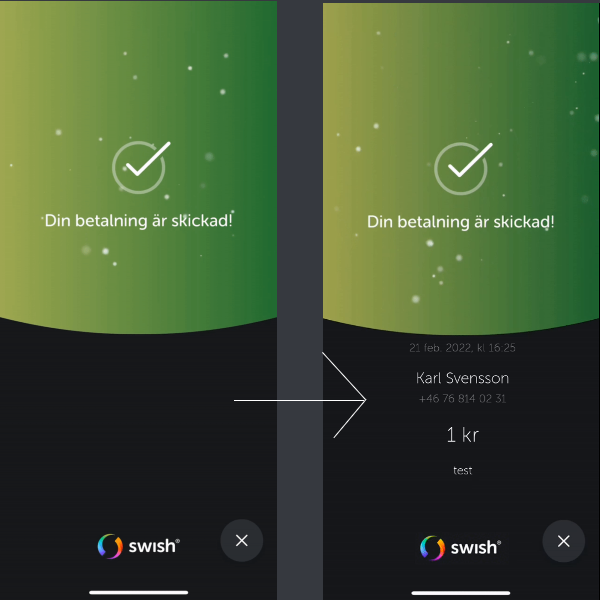 Din betalning är skickad!
swish®
Din betalning är skickad!
21 feb. 2022, kl 16:25
Karl Svensson
+46 76 814 02 31
1 kr
test
swish®